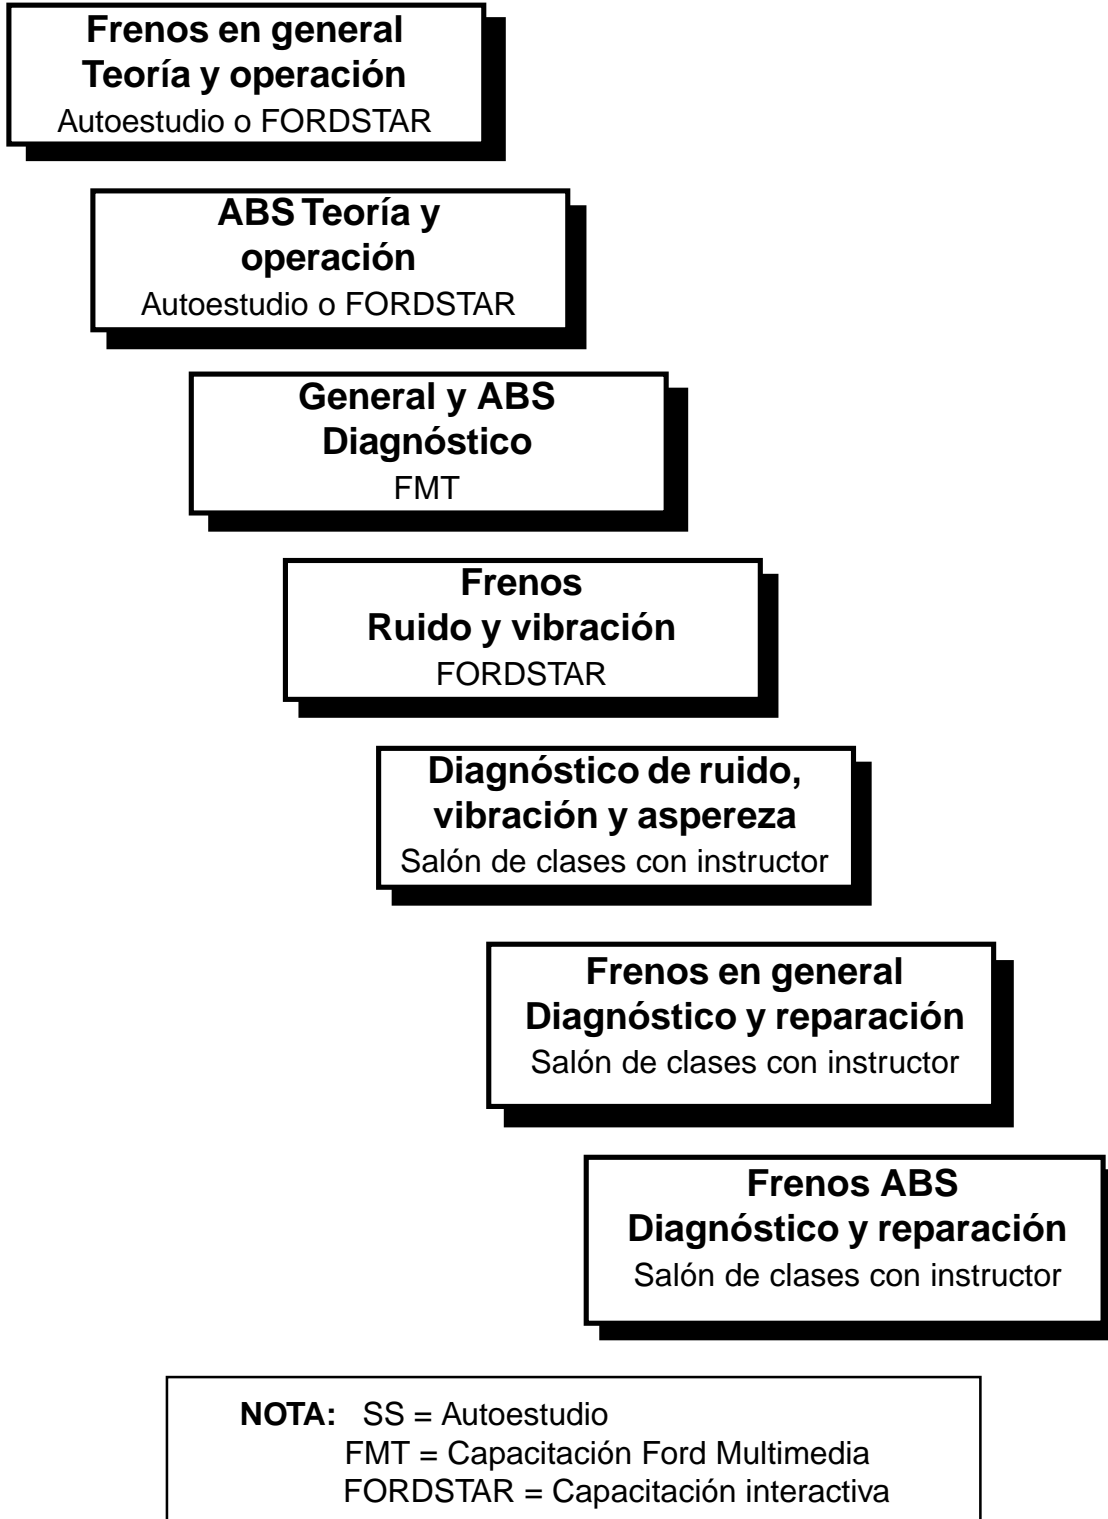 Frenos en general
Teoría y operación
Autoestudio o FORDSTAR
ABS Teoría y
operación
Autoestudio o FORDSTAR
General y ABS
Diagnóstico
FMT
Frenos
Ruido y vibración
FORDSTAR
Diagnóstico de ruido,
vibración y aspereza
Salón de clases con instructor
Frenos en general
Diagnóstico y reparación
Salón de clases con instructor
Frenos ABS
Diagnóstico y reparación
Salón de clases con instructor
NOTA: SS = Autoestudio
FMT = Capacitación Ford Multimedia
FORDSTAR = Capacitación interactiva